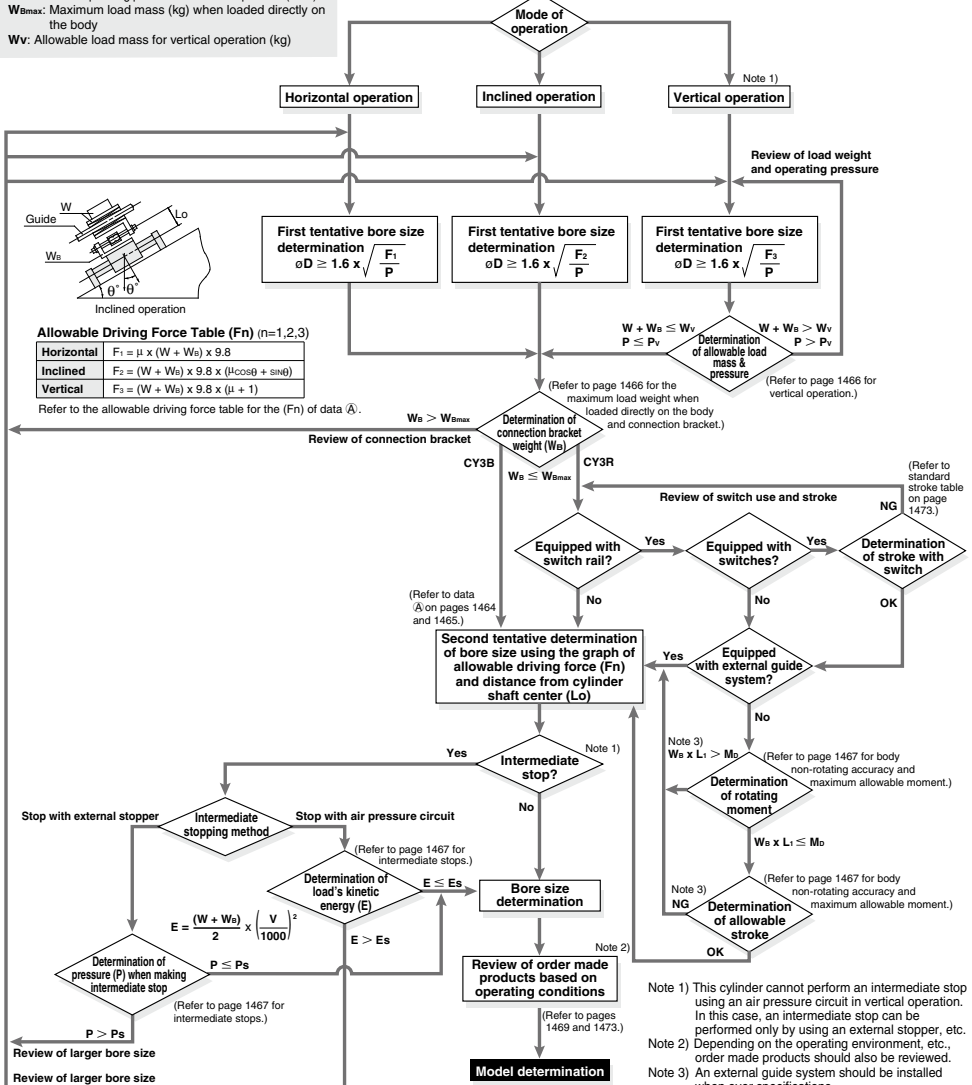 WBmax: Maximum load mass (kg) when loaded directly on
the body
Wv: Allowable load mass for vertical operation (kg)
Mode of
operation
Note 1)
Horizontal operation
Inclined operation
Vertical operation
Review of load weight
and operating pressure
W
Guide
Lo
WB
θ° θ°
Inclined operation
First tentative bore size
determination
øD ≥ 1.6 x √ F1 / P
First tentative bore size
determination
øD ≥ 1.6 x √ F2 / P
First tentative bore size
determination
øD ≥ 1.6 x √ F3 / P
Allowable Driving Force Table (Fn) (n=1,2,3)
Horizontal F1 = μ x (W + WB) x 9.8
Inclined F2 = (W + WB) x 9.8 x (μCOSθ + SINθ)
Vertical F3 = (W + WB) x 9.8 x (μ + 1)
Refer to the allowable driving force table for the (Fn) of data Ⓐ.
W + WB ≤ Wv
P ≤ Pv
W + WB > Wv
P > Pv
Determination
of allowable load
mass &
pressure
(Refer to page 1466 for
vertical operation.)
(Refer to page 1466 for the
maximum load weight when
loaded directly on the body
and connection bracket.)
WB > WBmax
Review of connection bracket
Determination of
connection bracket
weight (WB)
CY3B
CY3R
WB ≤ WBmax
Review of switch use and stroke
(Refer to
standard
stroke table
on page
1473.)
NG
Equipped with
switch rail?
Yes
Equipped with
switches?
Yes
Determination
of stroke with
switch
No
No
OK
(Refer to data
Ⓐ on pages 1464
and 1465.)
Second tentative determination
of bore size using the graph of
allowable driving force (Fn)
and distance from cylinder
shaft center (Lo)
Yes
Equipped
with external guide
system?
No
Note 3)
WB x L1 > MD
(Refer to page 1467 for body
non-rotating accuracy and
maximum allowable moment.)
Determination
of rotating
moment
WB x L1 ≤ MD
(Refer to page 1467 for body
non-rotating accuracy and
maximum allowable moment.)
Note 3)
NG
Determination
of allowable
stroke
OK
Yes
Note 1)
Intermediate
stop?
No
Stop with external stopper
Intermediate
stopping method
Stop with air pressure circuit
(Refer to page 1467 for
intermediate stops.)
Determination of
load's kinetic
energy (E)
E ≤ Es
E > Es
E = (W + WB) / 2 x (V / 1000)²
Bore size
determination
Determination of
pressure (P) when making
intermediate stop
P ≤ Ps
(Refer to page 1467 for
intermediate stops.)
P > Ps
Review of larger bore size
Review of larger bore size
Note 2)
Review of order made
products based on
operating conditions
(Refer to pages
1469 and 1473.)
Model determination
Note 1) This cylinder cannot perform an intermediate stop
using an air pressure circuit in vertical operation.
In this case, an intermediate stop can be
performed only by using an external stopper, etc.
Note 2) Depending on the operating environment, etc.,
order made products should also be reviewed.
Note 3) An external guide system should be installed